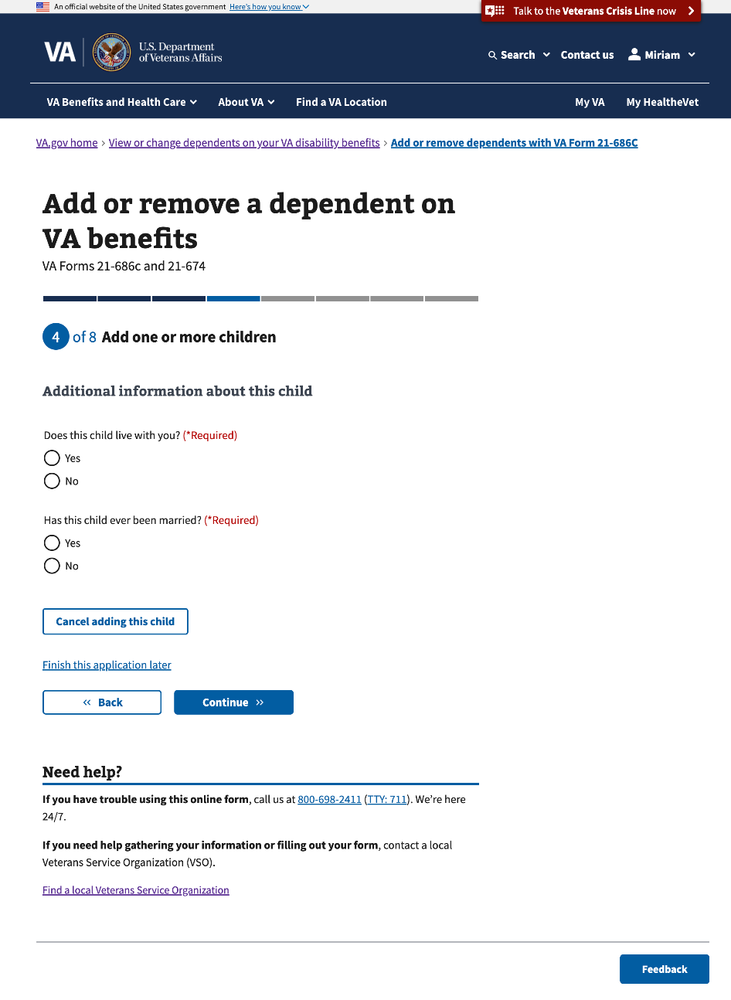 An official website of the United States government Here's how you know
Talk to the Veterans Crisis Line now
VA
U.S. Department
of Veterans Affairs
Search
Contact us
Miriam
VA Benefits and Health Care
About VA
Find a VA Location
My VA
My HealtheVet
VA.gov home › View or change dependents on your VA disability benefits › Add or remove dependents with VA Form 21-686C
Add or remove a dependent on
VA benefits
VA Forms 21-686c and 21-674
4 of 8 Add one or more children
Additional information about this child
Does this child live with you? (*Required)
Yes
No
Has this child ever been married? (*Required)
Yes
No
Cancel adding this child
Finish this application later
« Back
Continue »
Need help?
If you have trouble using this online form, call us at 800-698-2411 (TTY: 711). We’re here
24/7.
If you need help gathering your information or filling out your form, contact a local
Veterans Service Organization (VSO).
Find a local Veterans Service Organization
Feedback